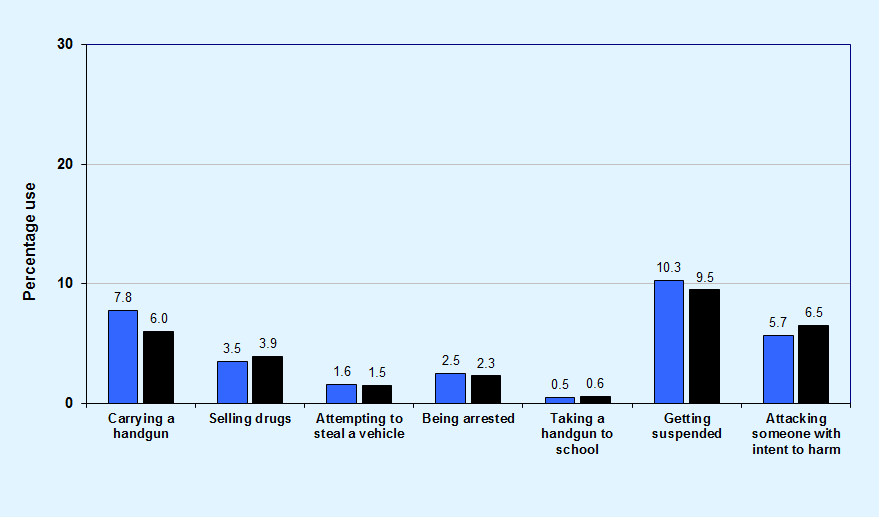 30
20
10
0
Percentage use
7.8
6.0
3.5
3.9
1.6
1.5
2.5
2.3
0.5
0.6
10.3
9.5
5.7
6.5
Carrying a
handgun
Selling drugs
Attempting to
steal a vehicle
Being arrested
Taking a
handgun to
school
Getting
suspended
Attacking
someone with
intent to harm